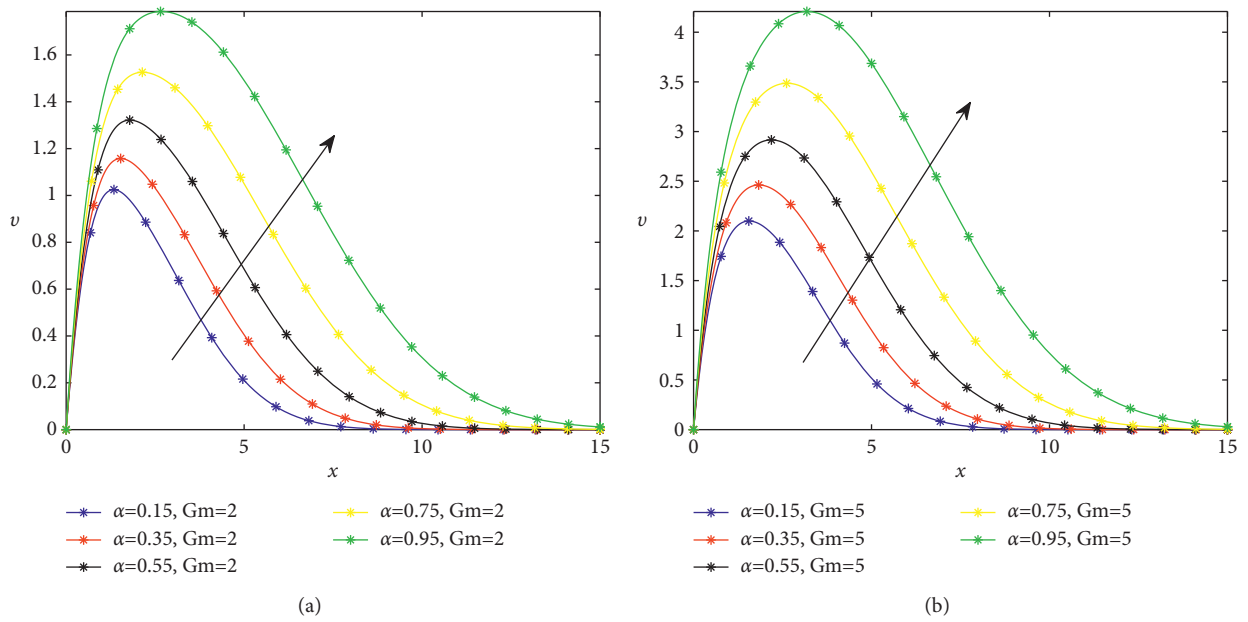 1.6
1.4
1.2
1
0.8
0.6
0.4
0.2
0
v
0 5 10 15
x
α=0.15, Gm=2
α=0.35, Gm=2
α=0.55, Gm=2
α=0.75, Gm=2
α=0.95, Gm=2
(a)
4
3.5
3
2.5
2
1.5
1
0.5
0
v
0 5 10 15
x
α=0.15, Gm=5
α=0.35, Gm=5
α=0.55, Gm=5
α=0.75, Gm=5
α=0.95, Gm=5
(b)